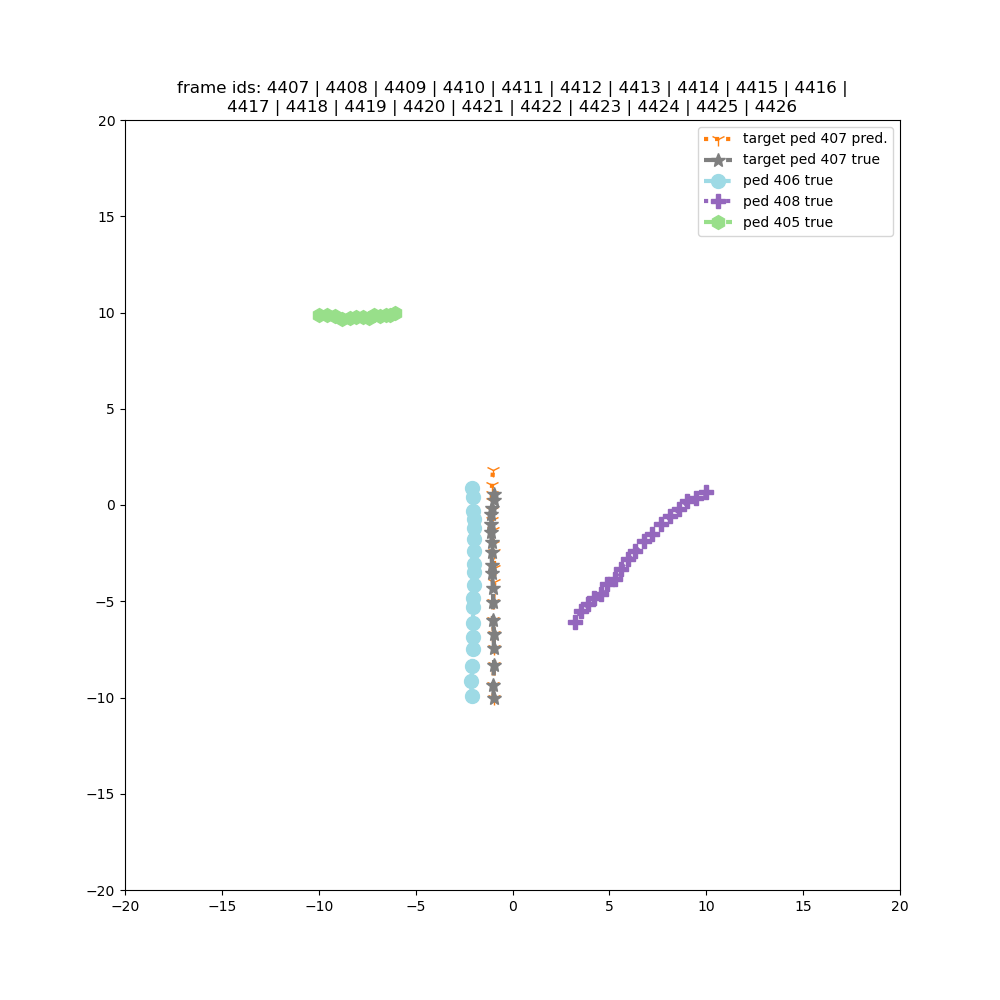 frame ids: 4407 | 4408 | 4409 | 4410 | 4411 | 4412 | 4413 | 4414 | 4415 | 4416 |
4417 | 4418 | 4419 | 4420 | 4421 | 4422 | 4423 | 4424 | 4425 | 4426
target ped 407 pred.
target ped 407 true
ped 406 true
ped 408 true
ped 405 true
20
15
10
5
0
−5
−10
−15
−20
−20 −15 −10 −5 0 5 10 15 20